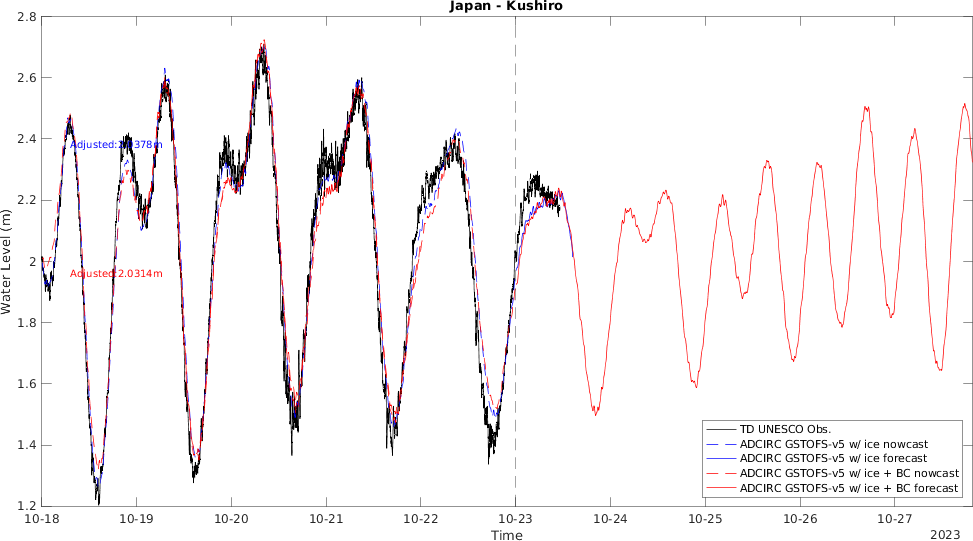 Japan - Kushiro
Water Level (m)
2.8
2.6
2.4
2.2
2
1.8
1.6
1.4
1.2
Adjusted:2.0378m
Adjusted:2.0314m
TD UNESCO Obs.
ADCIRC GSTOFS-v5 w/ ice nowcast
ADCIRC GSTOFS-v5 w/ ice forecast
ADCIRC GSTOFS-v5 w/ ice + BC nowcast
ADCIRC GSTOFS-v5 w/ ice + BC forecast
10-18 10-19 10-20 10-21 10-22 10-23 10-24 10-25 10-26 10-27
Time
2023